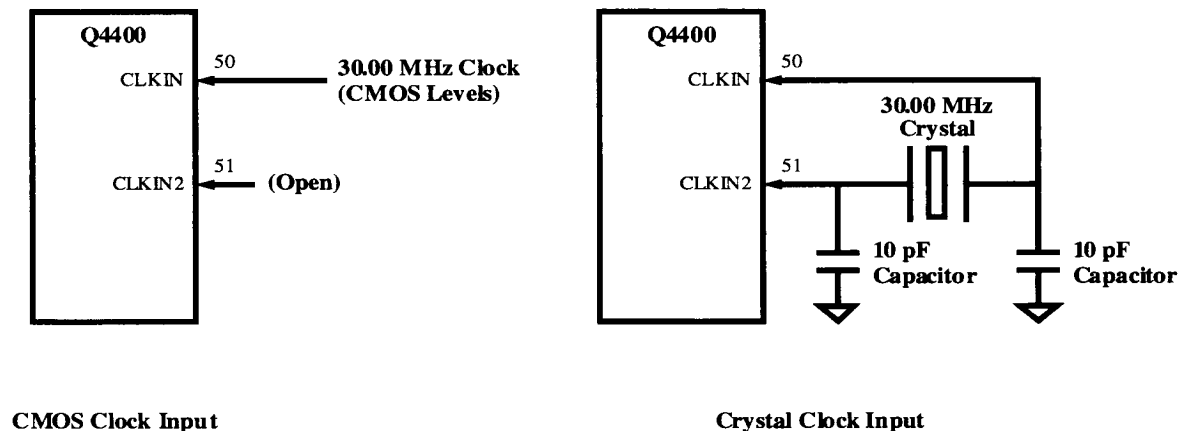 Q4400
50
CLKIN
30.00 MHz Clock
(CMOS Levels)
51
CLKIN2
(Open)
CMOS Clock Input
Q4400
50
CLKIN
30.00 MHz
Crystal
51
CLKIN2
10 pF
Capacitor
10 pF
Capacitor
Crystal Clock Input